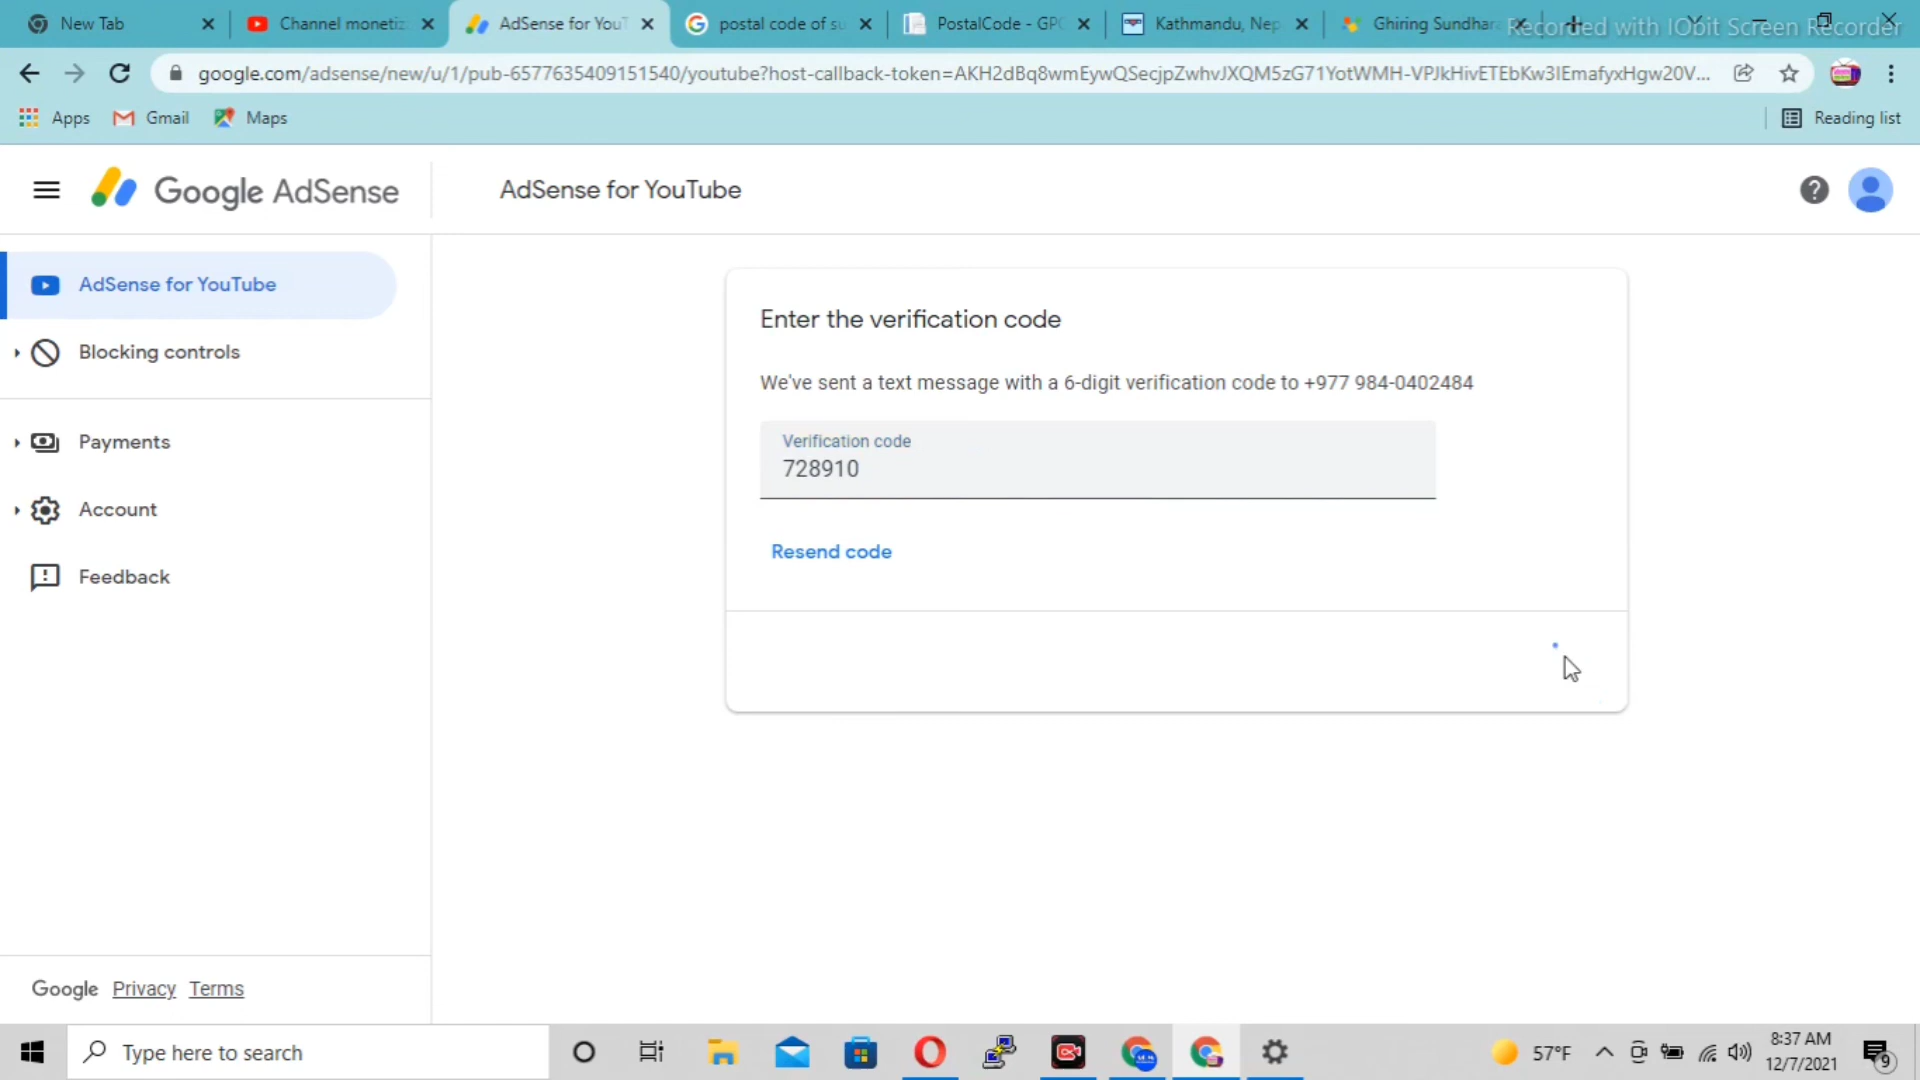 New Tab
Channel monetiz
AdSense for YouT
postal code of su
PostalCode - GPO
Kathmandu, Nep
Ghiring Sundhara
Recorded with IObit Screen Recorder
google.com/adsense/new/u/1/pub-6577635409151540/youtube?host-callback-token=AKH2dBq8wmEywQSecjpZwhvJXQM5zG71YotWMH-VPJkHivETEbKw3IEmafyxHgw20V...
Apps
Gmail
Maps
Reading list
Google AdSense
AdSense for YouTube
AdSense for YouTube
Blocking controls
Payments
Account
Feedback
Enter the verification code
We've sent a text message with a 6-digit verification code to +977 984-0402484
Verification code
728910
Resend code
Google Privacy Terms
Type here to search
57°F
8:37 AM
12/7/2021
9